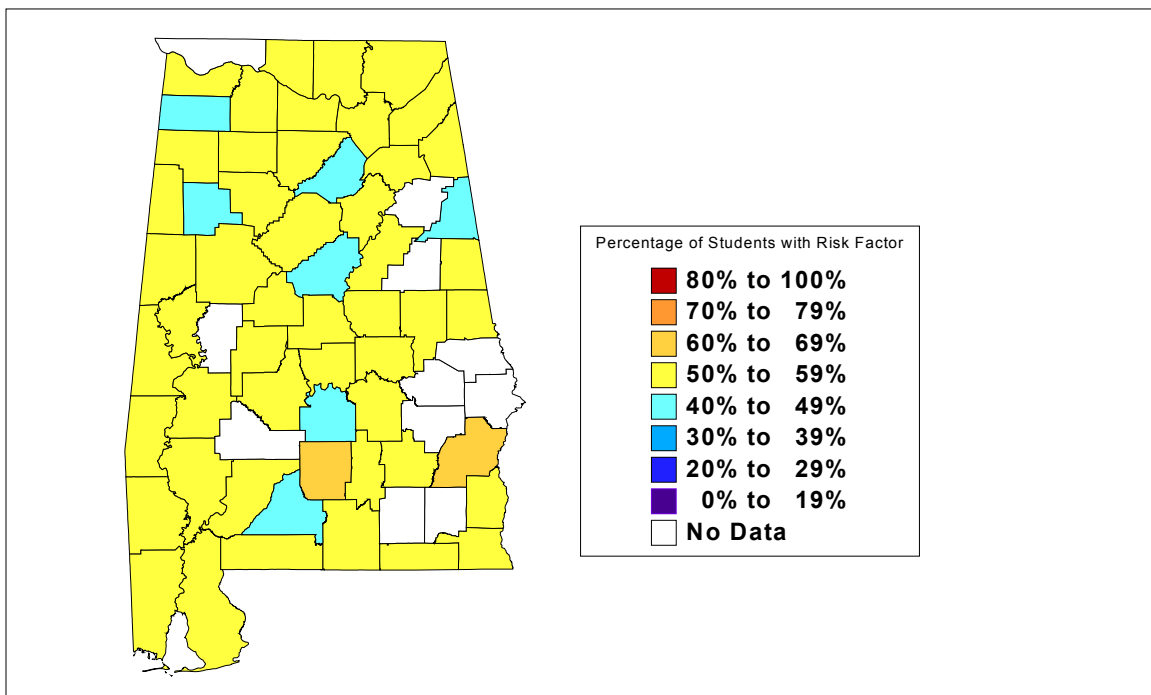 Percentage of Students with Risk Factor
80% to 100%
70% to 79%
60% to 69%
50% to 59%
40% to 49%
30% to 39%
20% to 29%
0% to 19%
No Data